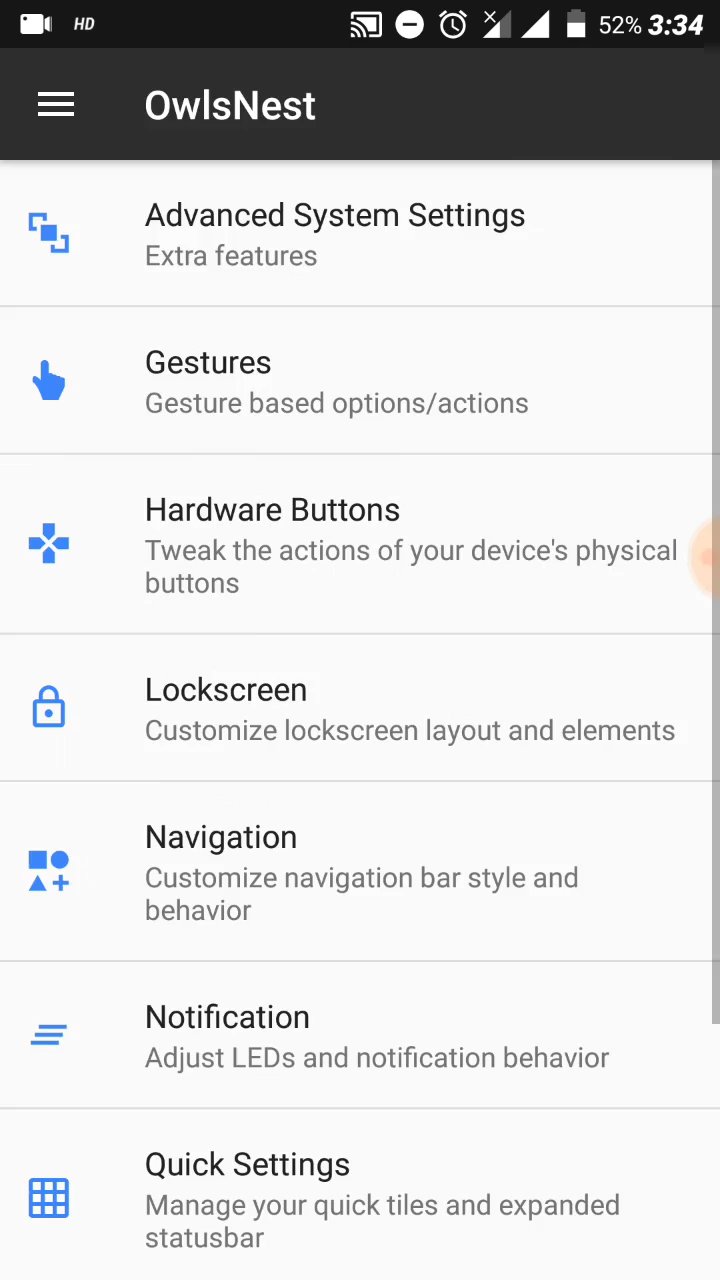 HD 52% 3:34
OwlsNest
Advanced System Settings
Extra features
Gestures
Gesture based options/actions
Hardware Buttons
Tweak the actions of your device's physical
buttons
Lockscreen
Customize lockscreen layout and elements
Navigation
Customize navigation bar style and
behavior
Notification
Adjust LEDs and notification behavior
Quick Settings
Manage your quick tiles and expanded
statusbar